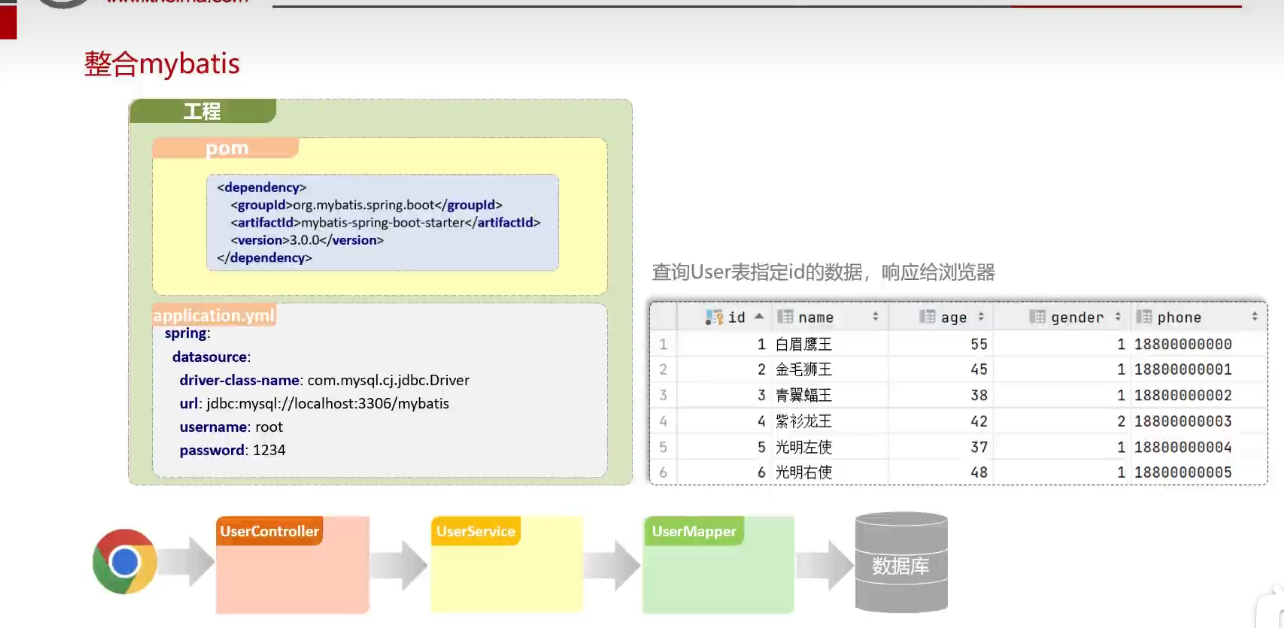 整合mybatis
工程
pom
<dependency>
<groupId>org.mybatis.spring.boot</groupId>
<artifactId>mybatis-spring-boot-starter</artifactId>
<version>3.0.0</version>
</dependency>
application.yml
spring:
datasource:
driver-class-name: com.mysql.cj.jdbc.Driver
url: jdbc:mysql://localhost:3306/mybatis
username: root
password: 1234
查询User表指定id的数据，响应给浏览器
id name age gender phone
1 1 白眉鹰王 55 1 18800000000
2 2 金毛狮王 45 1 18800000001
3 3 青翼蝠王 38 1 18800000002
4 4 紫衫龙王 42 2 18800000003
5 5 光明左使 37 1 18800000004
6 6 光明右使 48 1 18800000005
UserController
UserService
UserMapper
数据库